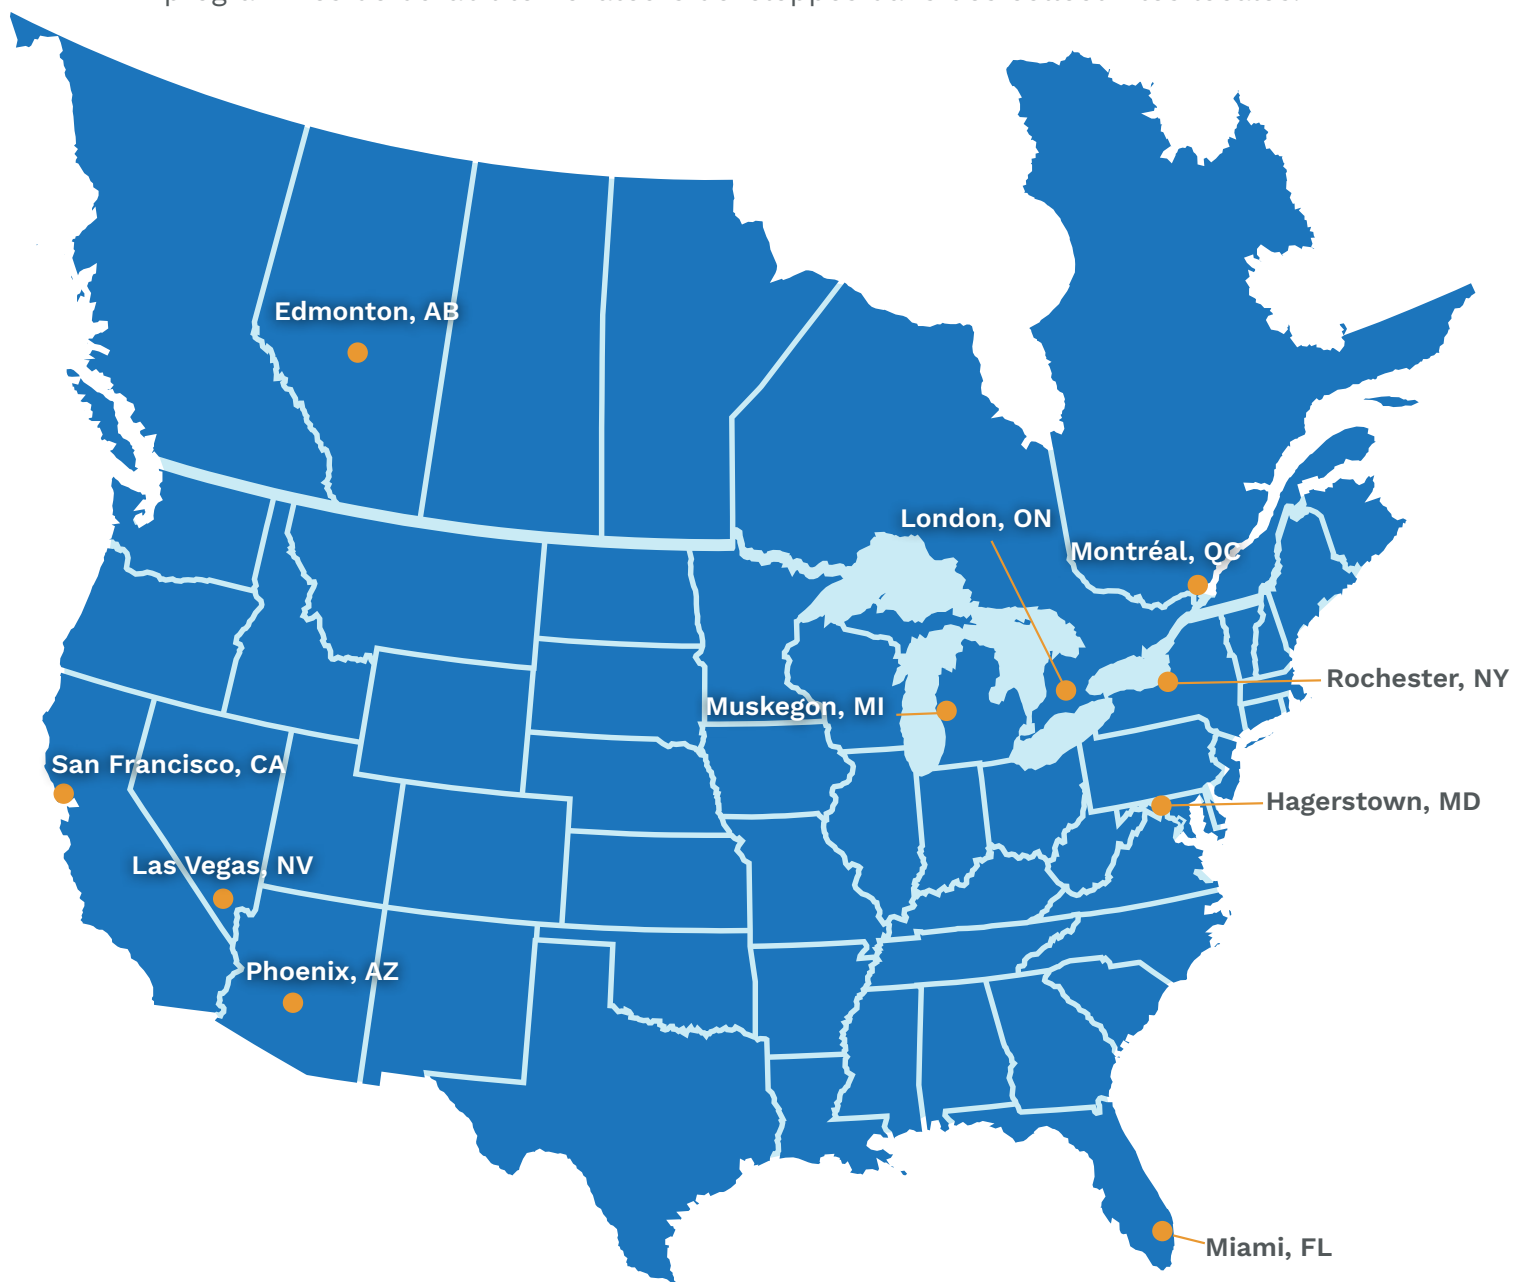 Edmonton, AB
London, ON
Montréal, QC
Rochester, NY
Muskegon, MI
San Francisco, CA
Hagerstown, MD
Las Vegas, NV
Phoenix, AZ
Miami, FL